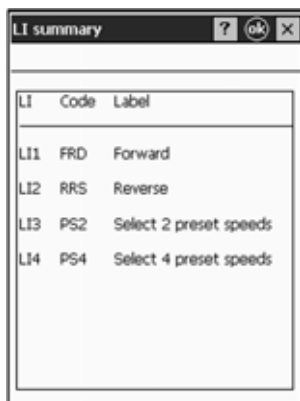 LI summary ? ok ×
LI Code Label
LI1 FRD Forward
LI2 RRS Reverse
LI3 PS2 Select 2 preset speeds
LI4 PS4 Select 4 preset speeds